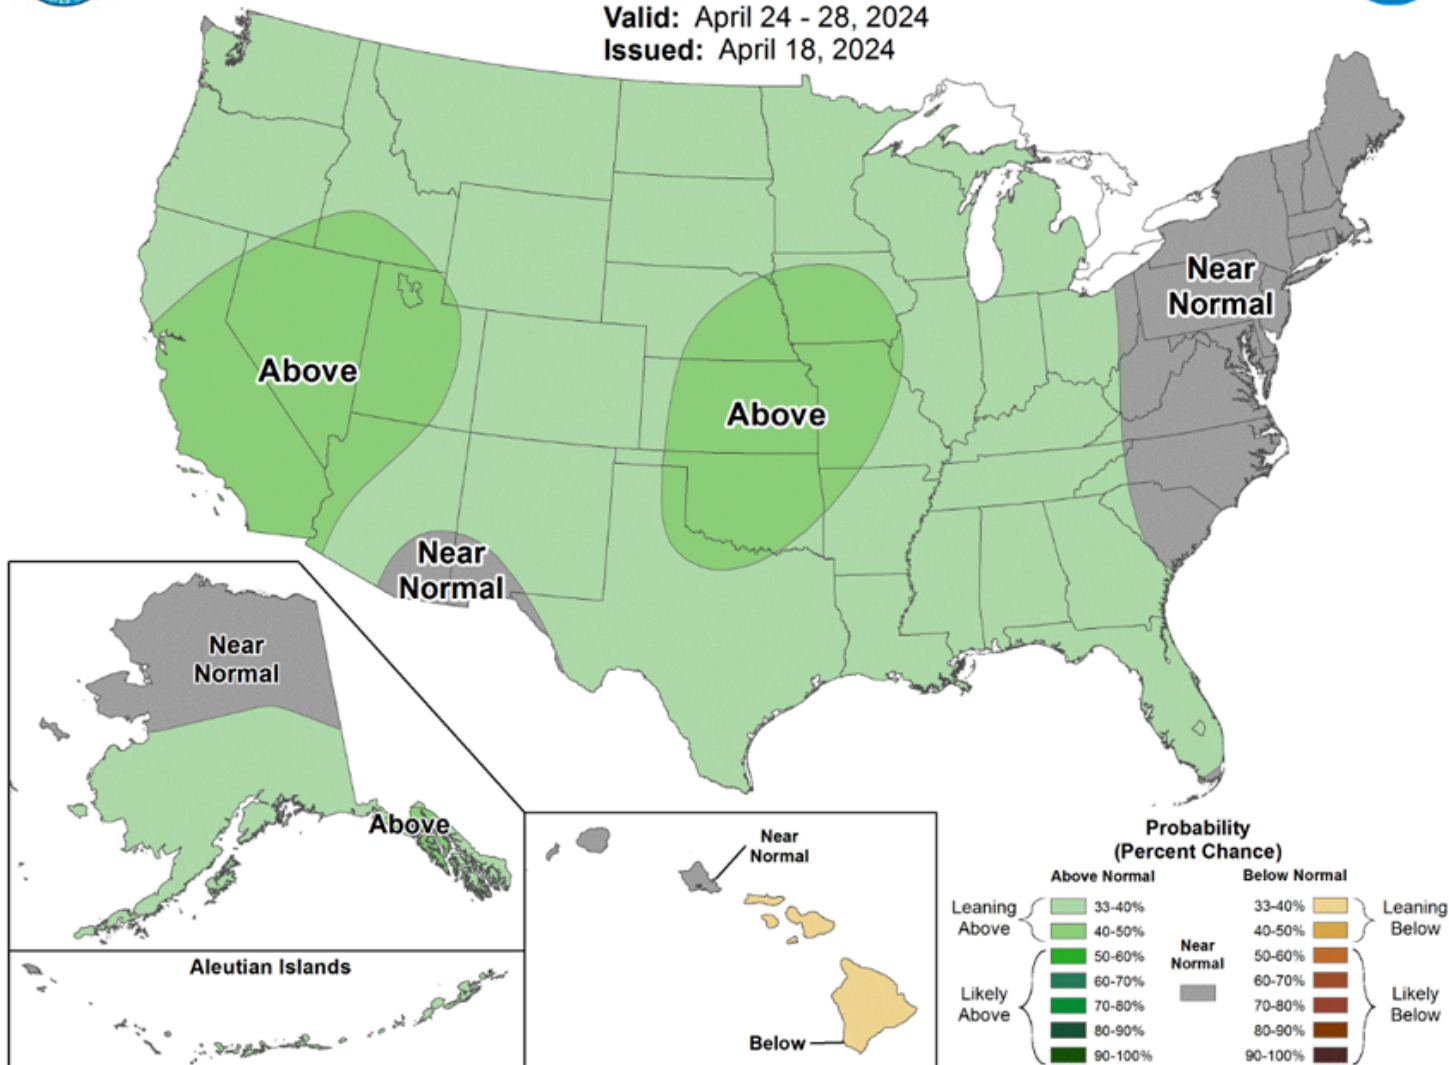 Valid: April 24 - 28, 2024
Issued: April 18, 2024
Near
Normal
Above
Above
Near
Normal
Near
Normal
Above
Aleutian Islands
Near
Normal
Below
Probability
(Percent Chance)
Above Normal
Below Normal
Leaning
Above
33-40%
40-50%
50-60%
60-70%
70-80%
80-90%
90-100%
Likely
Above
Near
Normal
33-40%
40-50%
50-60%
60-70%
70-80%
80-90%
90-100%
Leaning
Below
Likely
Below